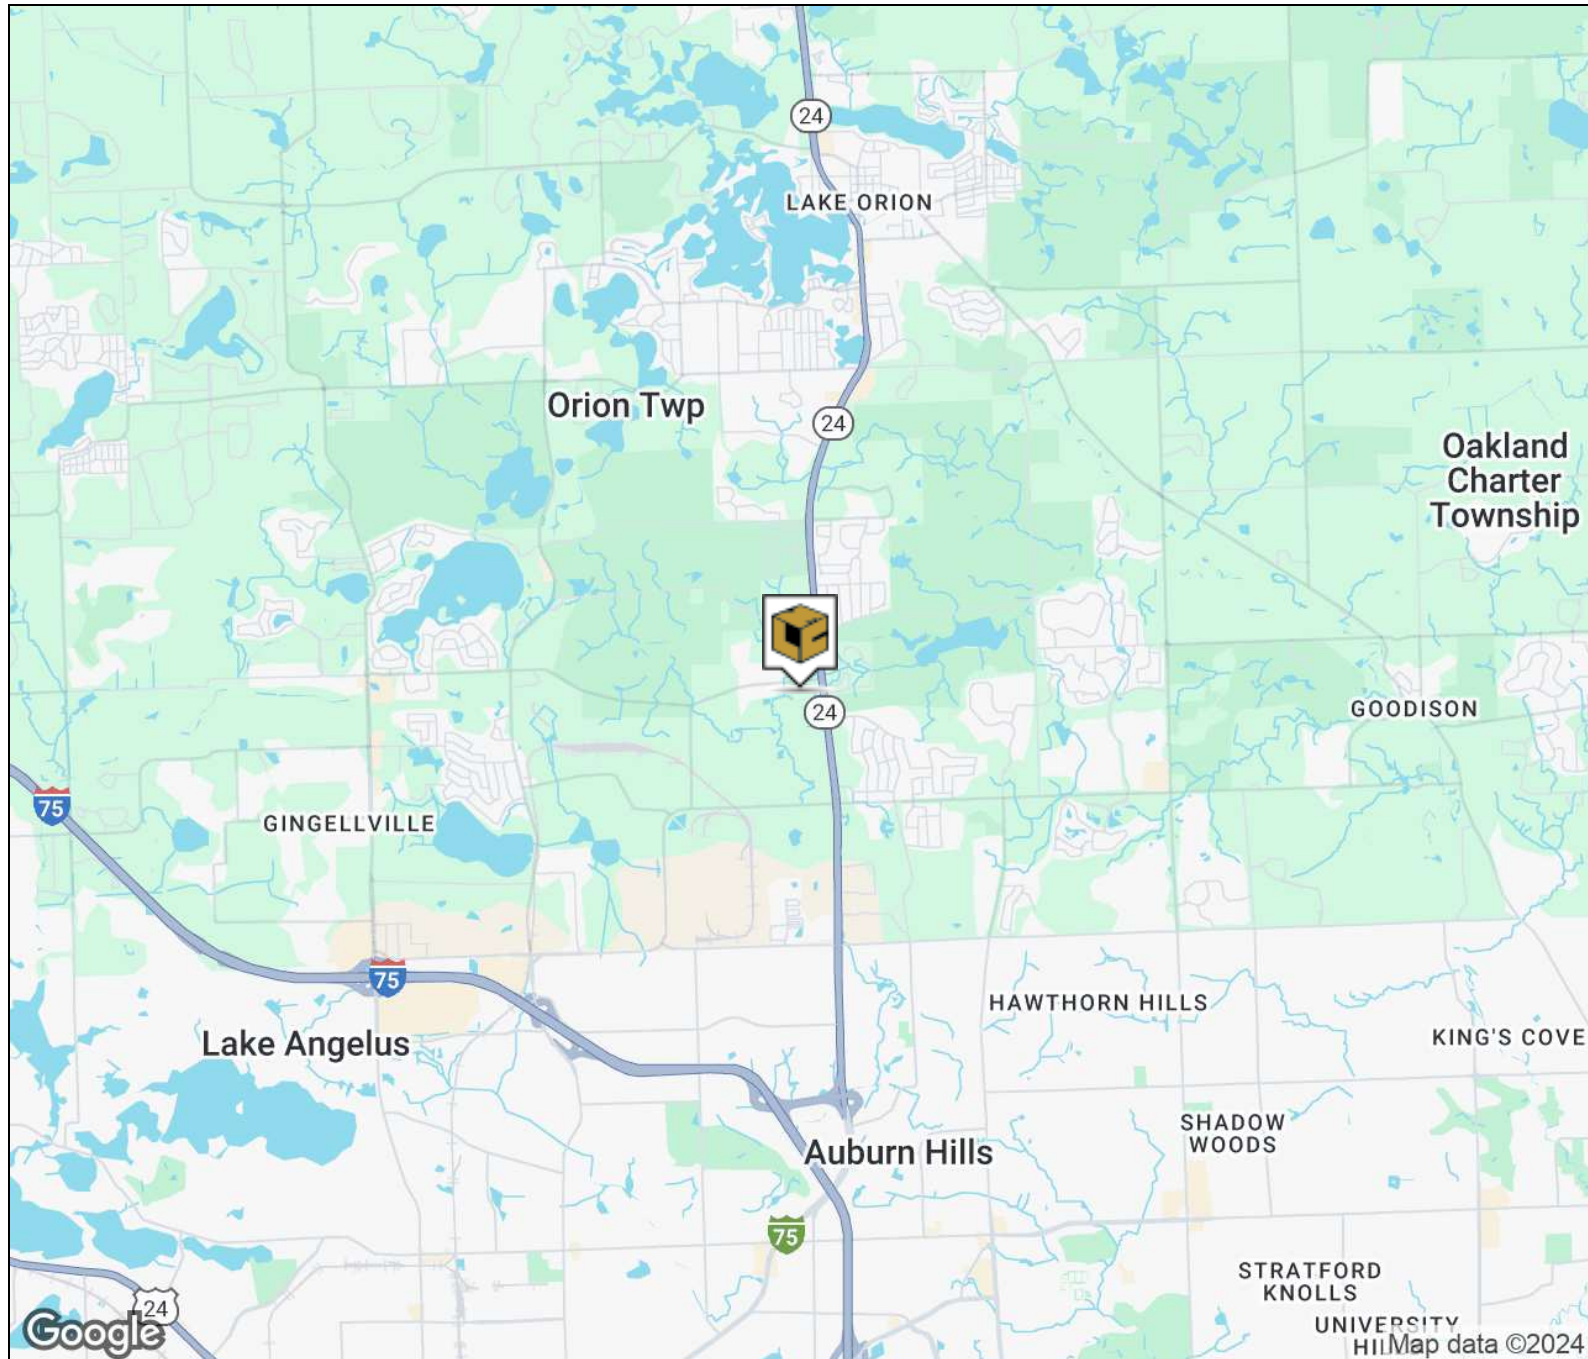 24
LAKE ORION
Orion Twp
24
Oakland
Charter
Township
24
GOODISON
75
GINGELLVILLE
75
HAWTHORN HILLS
KING'S COVE
Lake Angelus
SHADOW
WOODS
Auburn Hills
75
STRATFORD
KNOLLS
24
UNIVERSITY
Google
Map data ©2024